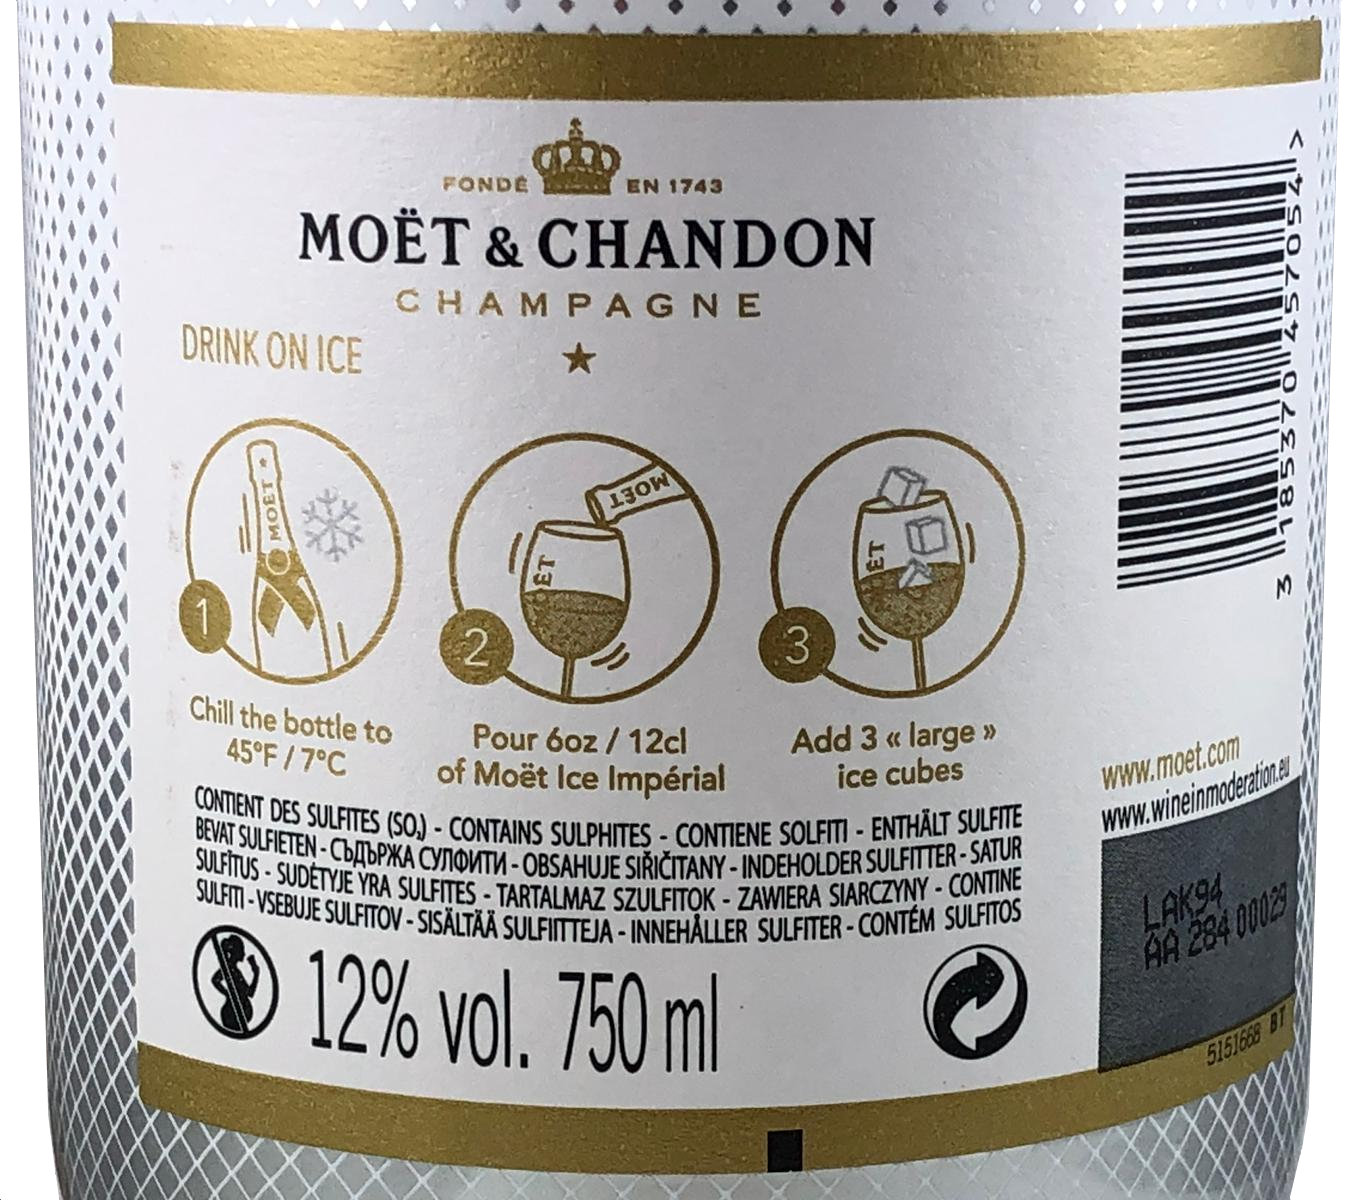 FONDÉ EN 1743
MOËT & CHANDON
CHAMPAGNE
DRINK ON ICE
MOËT
1
Chill the bottle to
45°F / 7°C
MOËT
ËT
2
Pour 6oz / 12cl
of Moët Ice Impérial
ËT
3
Add 3 « large »
ice cubes
CONTIENT DES SULFITES (SO₂) - CONTAINS SULPHITES - CONTIENE SOLFITI - ENTHÄLT SULFITE
BEVAT SULFIETEN - СЪДЪРЖА СУЛФИТИ - OBSAHUJE SIŘIČITANY - INDEHOLDER SULFITTER - SATUR
SULFĪTUS - SUDĖTYJE YRA SULFITES - TARTALMAZ SZULFITOK - ZAWIERA SIARCZYNY - CONTINE
SULFITI - VSEBUJE SULFITOV - SISÄLTÄÄ SULFIITTEJA - INNEHÅLLER SULFITER - CONTÉM SULFITOS
12% vol. 750 ml
3 185370 457054 >
www.moet.com
www.wineinmoderation.eu
LAK94
AA 284 00029
5151668 BT